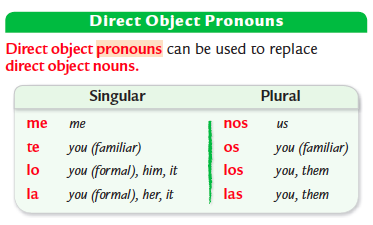 Direct Object Pronouns
Direct object pronouns can be used to replace
direct object nouns.
Singular Plural
me me nos us
te you (familiar) os you (familiar)
lo you (formal), him, it los you, them
la you (formal), her, it las you, them